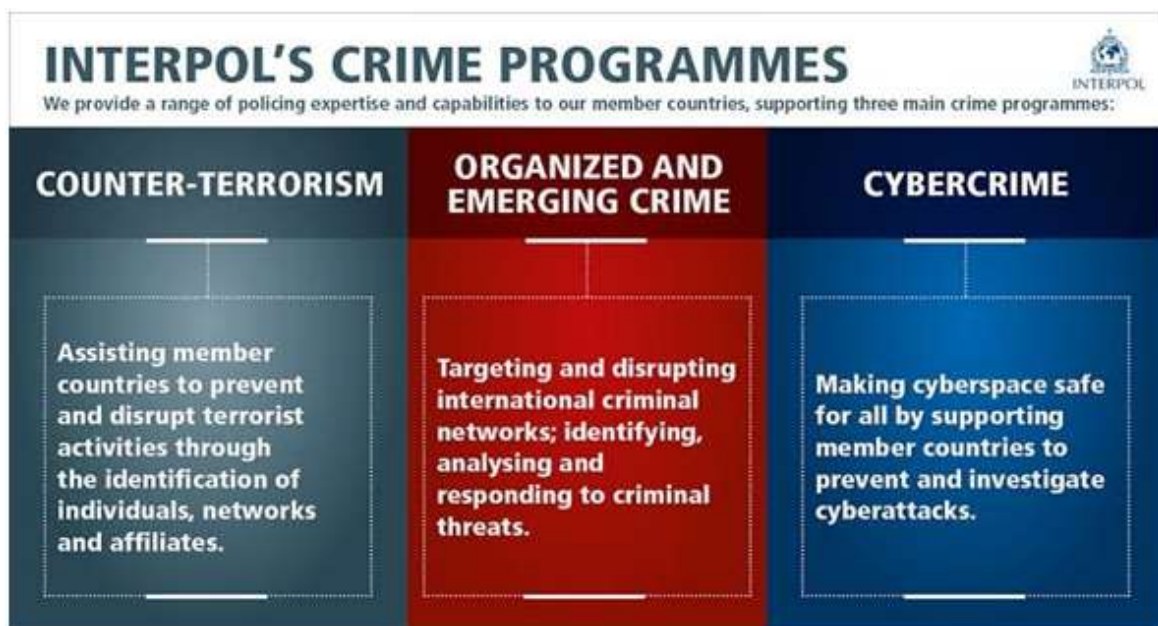 INTERPOL'S CRIME PROGRAMMES
INTERPOL
We provide a range of policing expertise and capabilities to our member countries, supporting three main crime programmes:
COUNTER-TERRORISM
Assisting member
countries to prevent
and disrupt terrorist
activities through
the identification of
individuals, networks
and affiliates.
ORGANIZED AND
EMERGING CRIME
Targeting and disrupting
international criminal
networks; identifying,
analysing and
responding to criminal
threats.
CYBERCRIME
Making cyberspace safe
for all by supporting
member countries to
prevent and investigate
cyberattacks.